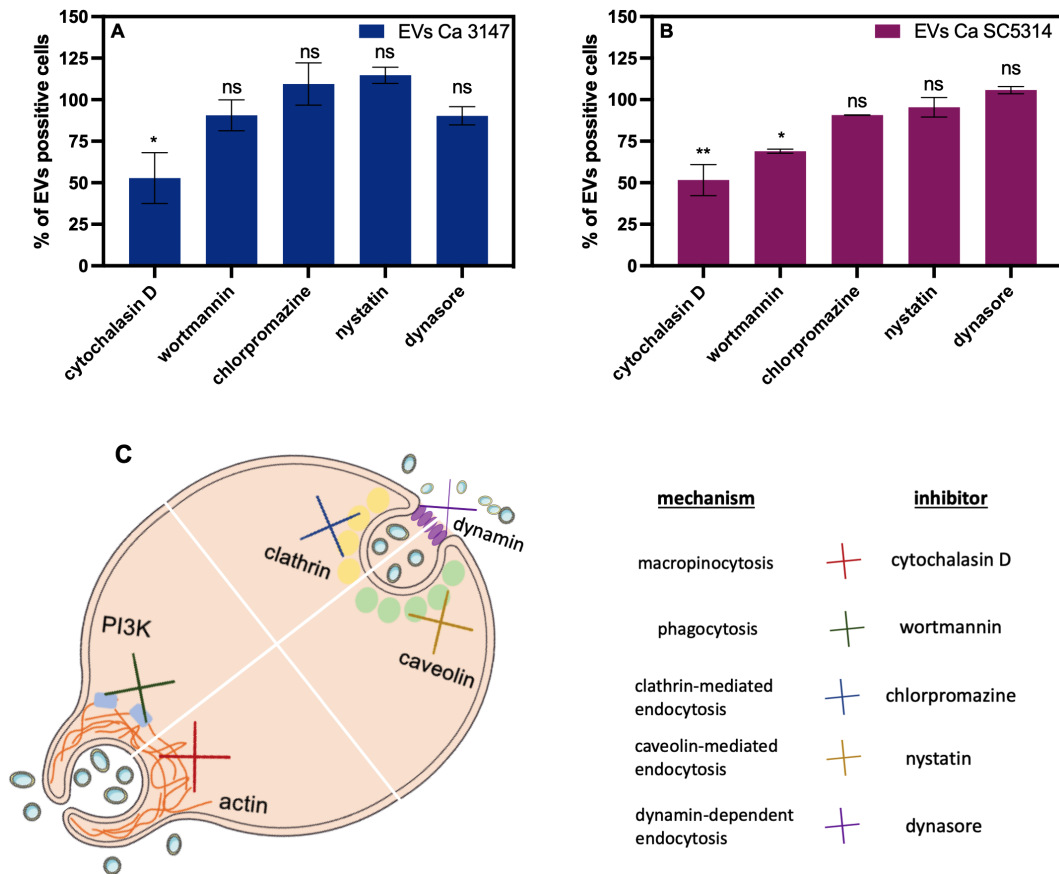 A
EVs Ca 3147
% of EVs possitive cells
150
125
100
75
50
25
0
*
ns
ns
ns
ns
cytochalasin D
wortmannin
chlorpromazine
nystatin
dynasore
B
EVs Ca SC5314
% of EVs possitive cells
150
125
100
75
50
25
0
**
*
ns
ns
ns
cytochalasin D
wortmannin
chlorpromazine
nystatin
dynasore
C
clathrin
dynamin
caveolin
PI3K
actin
mechanism inhibitor
macropinocytosis cytochalasin D
phagocytosis wortmannin
clathrin-mediated
endocytosis
chlorpromazine
caveolin-mediated
endocytosis
nystatin
dynamin-dependent
endocytosis
dynasore